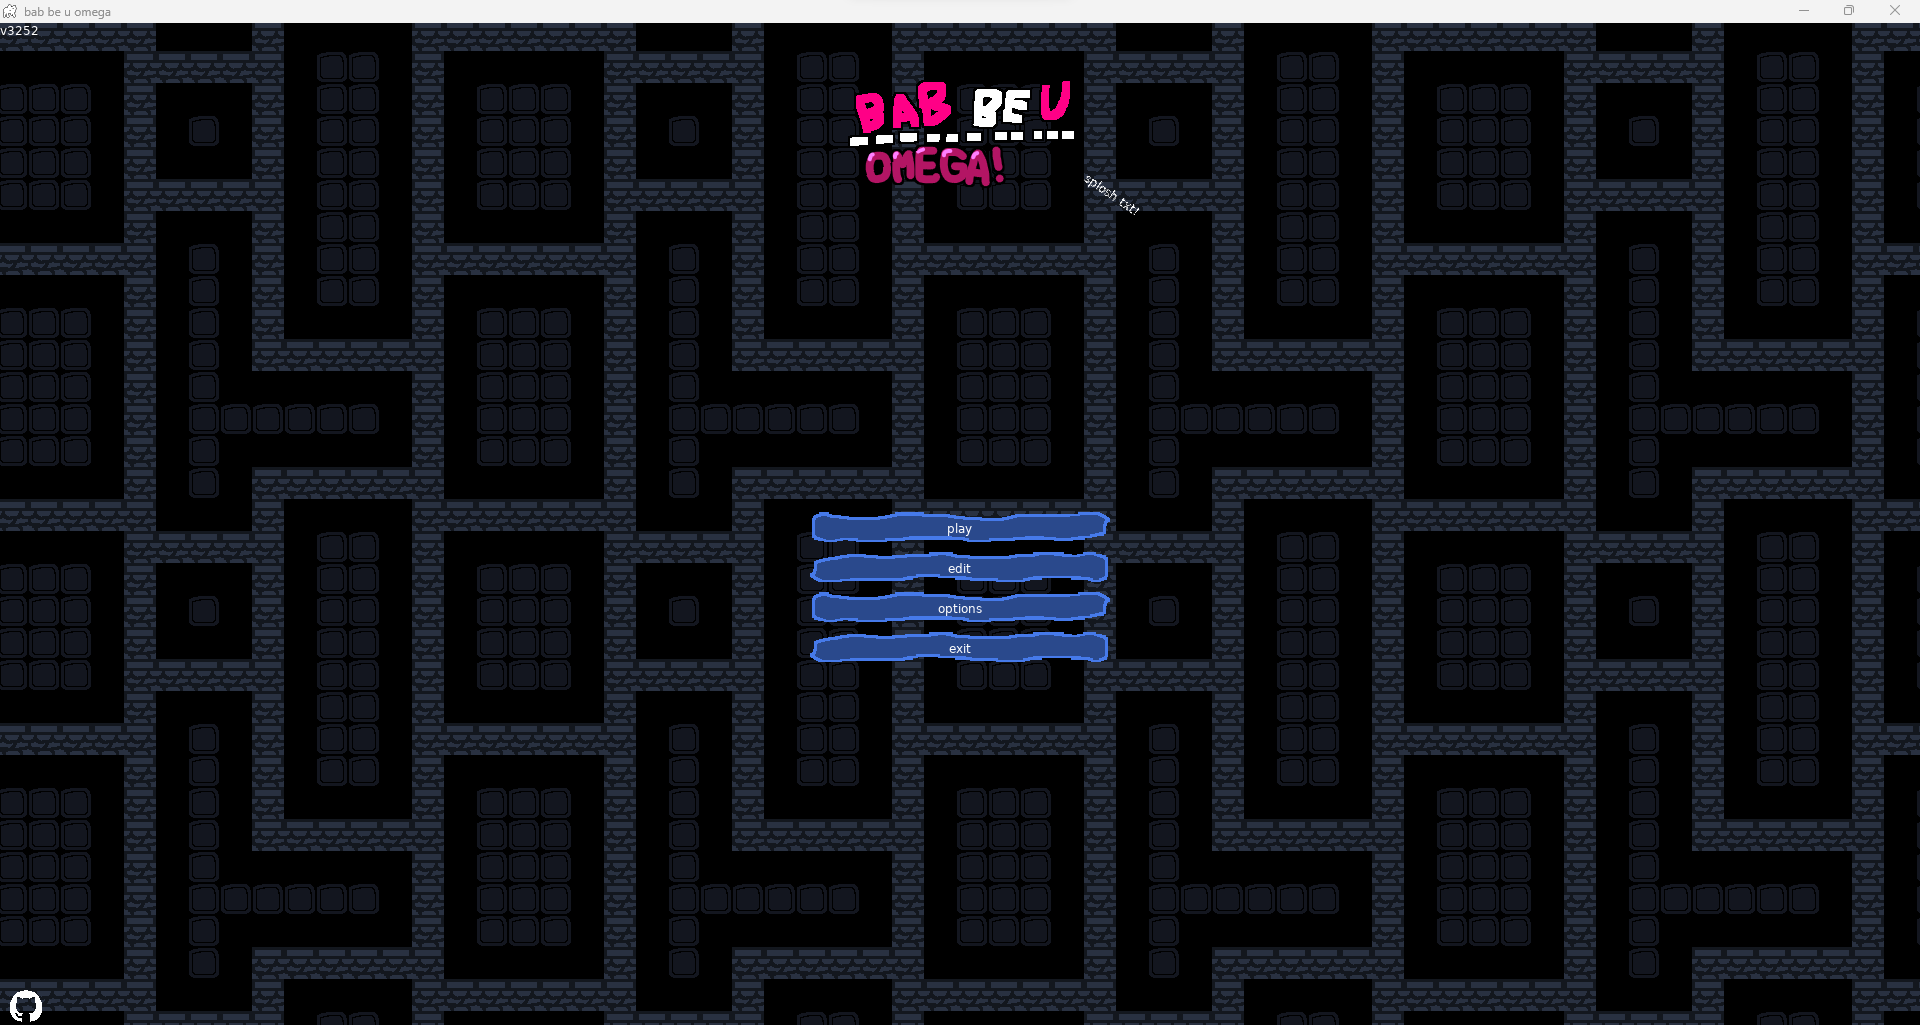 bab be u omega
v3252
BAB BE U
OMEGA!
splosh txt!
play
edit
options
exit